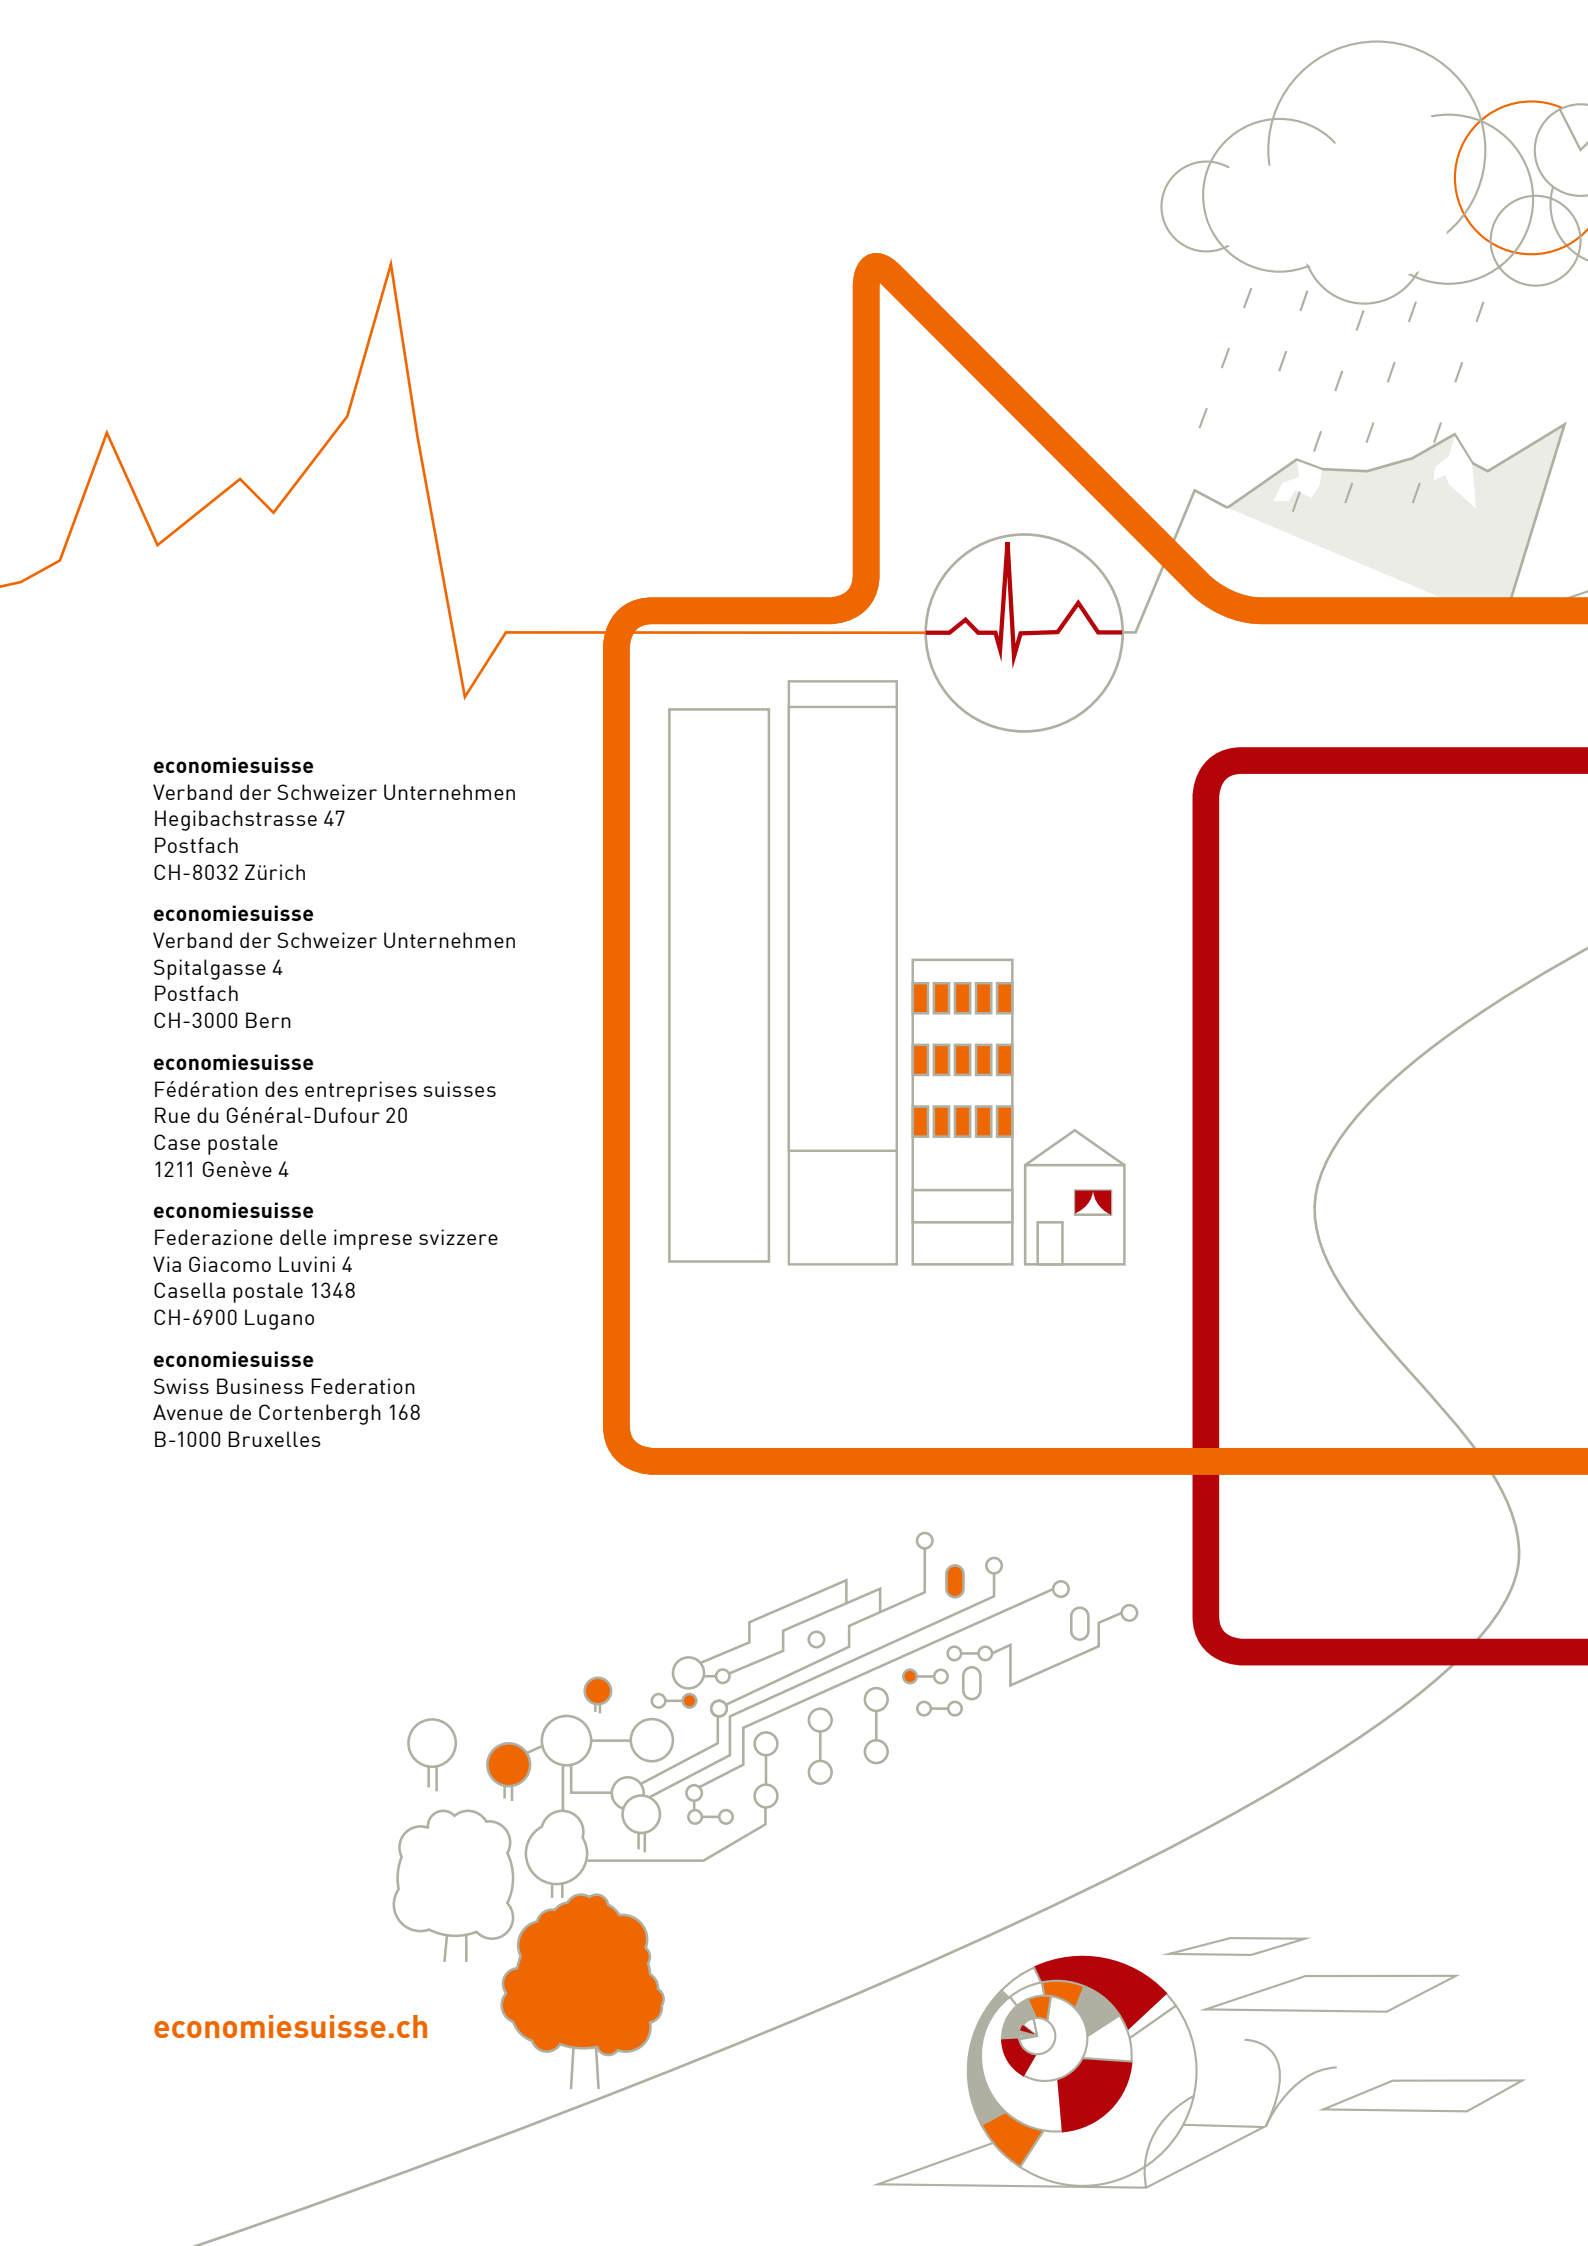 economiesuisse
Verband der Schweizer Unternehmen
Hegibachstrasse 47
Postfach
CH-8032 Zürich
economiesuisse
Verband der Schweizer Unternehmen
Spitalgasse 4
Postfach
CH-3000 Bern
economiesuisse
Fédération des entreprises suisses
Rue du Général-Dufour 20
Case postale
1211 Genève 4
economiesuisse
Federazione delle imprese svizzere
Via Giacomo Luvini 4
Casella postale 1348
CH-6900 Lugano
economiesuisse
Swiss Business Federation
Avenue de Cortenbergh 168
B-1000 Bruxelles
economiesuisse.ch